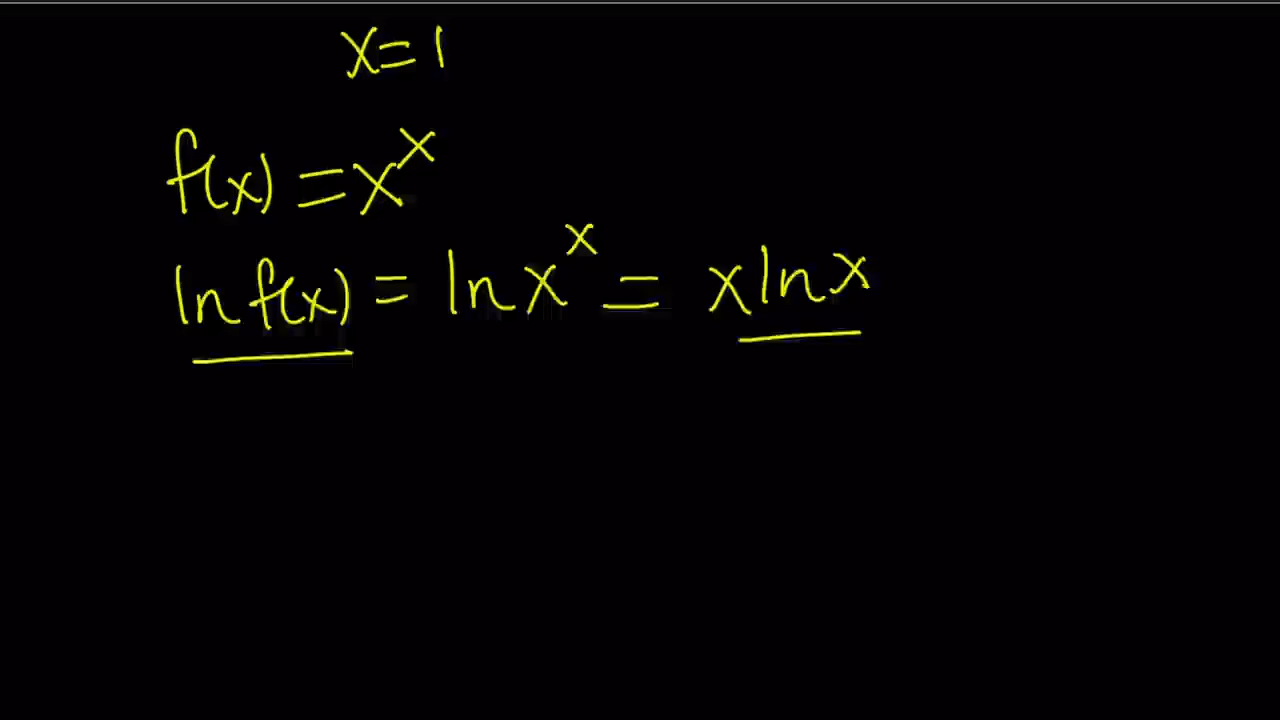 x=1
f(x) = x^x
ln f(x) = ln x^x = x ln x